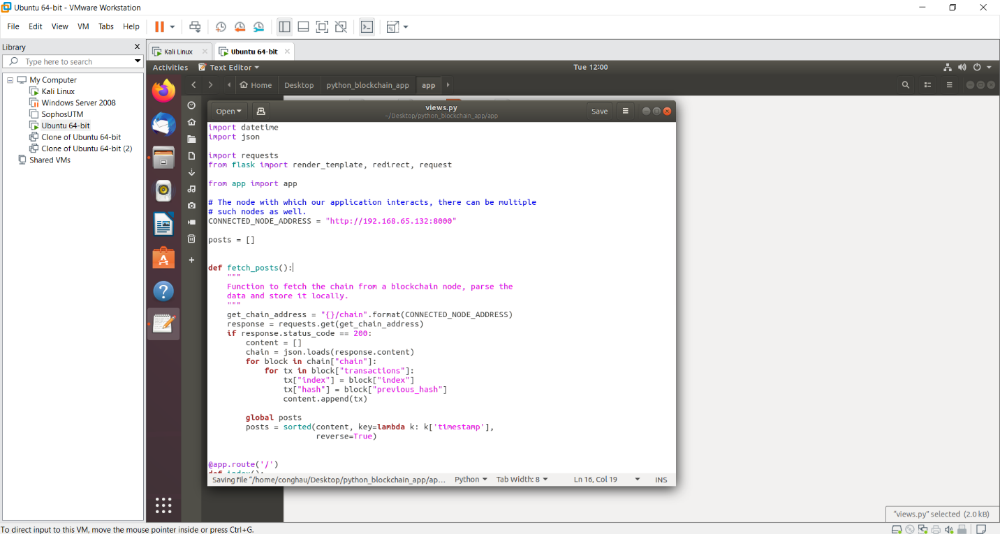 Ubuntu 64-bit - VMware Workstation
File Edit View VM Tabs Help
Library
Type here to search
My Computer
Kali Linux
Windows Server 2008
SophosUTM
Ubuntu 64-bit
Clone of Ubuntu 64-bit
Clone of Ubuntu 64-bit (2)
Shared VMs
Kali Linux
Ubuntu 64-bit
Activities Text Editor Tue 12:00
Home Desktop python_blockchain_app app
Open views.py Save
~/Desktop/python_blockchain_app/app
import datetime
import json
import requests
from flask import render_template, redirect, request
from app import app
# The node with which our application interacts, there can be multiple
# such nodes as well.
CONNECTED_NODE_ADDRESS = "http://192.168.65.132:8000"
posts = []
def fetch_posts():
"""
Function to fetch the chain from a blockchain node, parse the
data and store it locally.
"""
get_chain_address = "{}/chain".format(CONNECTED_NODE_ADDRESS)
response = requests.get(get_chain_address)
if response.status_code == 200:
content = []
chain = json.loads(response.content)
for block in chain["chain"]:
for tx in block["transactions"]:
tx["index"] = block["index"]
tx["hash"] = block["previous_hash"]
content.append(tx)
global posts
posts = sorted(content, key=lambda k: k['timestamp'],
reverse=True)
@app.route('/')
def index():
Saving file "/home/conghau/Desktop/python_blockchain_app/ap... Python Tab Width: 8 Ln 16, Col 19 INS
"views.py" selected (2.0 kB)
To direct input to this VM, move the mouse pointer inside or press Ctrl+G.